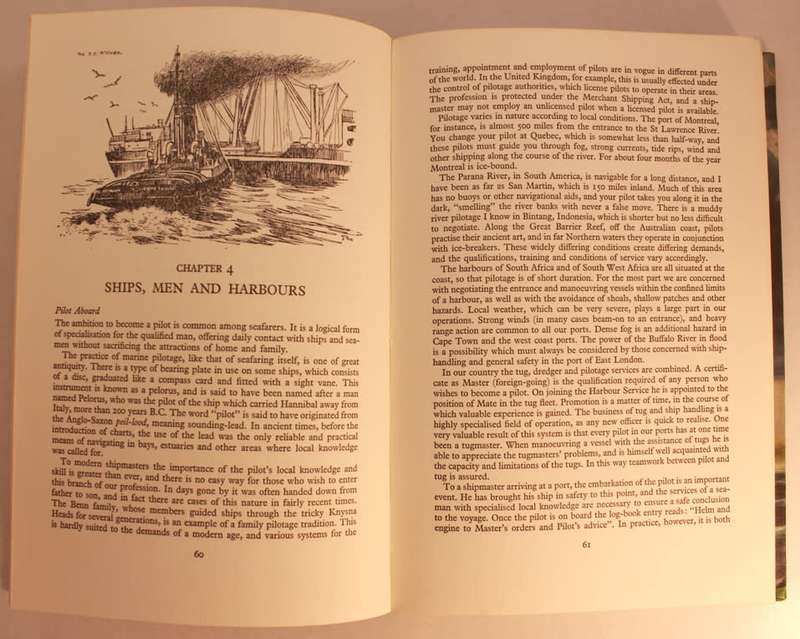 CHAPTER 4
SHIPS, MEN AND HARBOURS
Pilot Aboard
The ambition to become a pilot is common among seafarers. It is a logical form
of specialisation for the qualified man, offering daily contact with ships and sea-
men without sacrificing the attractions of home and family.
The practice of marine pilotage, like that of seafaring itself, is one of great
antiquity. There is a type of bearing plate in use on some ships, which consists
of a disc, graduated like a compass card and fitted with a sight vane. This
instrument is known as a pelorus, and is said to have been named after a man
named Pelorus, who was the pilot of the ship which carried Hannibal away from
Italy, more than 200 years B.C. The word "pilot" is said to have originated from
the Anglo-Saxon peil-lood, meaning sounding-lead. In ancient times, before the
introduction of charts, the use of the lead was the only reliable and practical
means of navigating in bays, estuaries and other areas where local knowledge
was called for.
To modern shipmasters the importance of the pilot's local knowledge and
skill is greater than ever, and there is no easy way for those who wish to enter
this branch of our profession. In days gone by it was often handed down from
father to son, and in fact there are cases of this nature in fairly recent times.
The Benn family, whose members guided ships through the tricky Knysna
Heads for several generations, is an example of a family pilotage tradition. This
is hardly suited to the demands of a modern age, and various systems for the
60
training, appointment and employment of pilots are in vogue in different parts
of the world. In the United Kingdom, for example, this is usually effected under
the control of pilotage authorities, which license pilots to operate in their areas.
The profession is protected under the Merchant Shipping Act, and a ship-
master may not employ an unlicensed pilot when a licensed pilot is available.
Pilotage varies in nature according to local conditions. The port of Montreal,
for instance, is almost 500 miles from the entrance to the St Lawrence River.
You change your pilot at Quebec, which is somewhat less than half-way, and
these pilots must guide you through fog, strong currents, tide rips, wind and
other shipping along the course of the river. For about four months of the year
Montreal is ice-bound.
The Parana River, in South America, is navigable for a long distance, and I
have been as far as San Martin, which is 150 miles inland. Much of this area
has no buoys or other navigational aids, and your pilot takes you along it in the
dark, "smelling" the river banks with never a false move. There is a muddy
river pilotage I know in Bintang, Indonesia, which is shorter but no less difficult
to negotiate. Along the Great Barrier Reef, off the Australian coast, pilots
practise their ancient art, and in far Northern waters they operate in conjunction
with ice-breakers. These widely differing conditions create differing demands,
and the qualifications, training and conditions of service vary accordingly.
The harbours of South Africa and of South West Africa are all situated at the
coast, so that pilotage is of short duration. For the most part we are concerned
with negotiating the entrance and manoeuvring vessels within the confined limits
of a harbour, as well as with the avoidance of shoals, shallow patches and other
hazards. Local weather, which can be very severe, plays a large part in our
operations. Strong winds (in many cases beam-on to an entrance), and heavy
range action are common to all our ports. Dense fog is an additional hazard in
Cape Town and the west coast ports. The power of the Buffalo River in flood
is a possibility which must always be considered by those concerned with ship-
handling and general safety in the port of East London.
In our country the tug, dredger and pilotage services are combined. A certifi-
cate as Master (foreign-going) is the qualification required of any person who
wishes to become a pilot. On joining the Harbour Service he is appointed to the
position of Mate in the tug fleet. Promotion is a matter of time, in the course of
which valuable experience is gained. The business of tug and ship handling is a
highly specialised field of operation, as any new officer is quick to realise. One
very valuable result of this system is that every pilot in our ports has at one time
been a tugmaster. When manoeuvring a vessel with the assistance of tugs he is
able to appreciate the tugmasters' problems, and is himself well acquainted with
the capacity and limitations of the tugs. In this way teamwork between pilot and
tug is assured.
To a shipmaster arriving at a port, the embarkation of the pilot is an important
event. He has brought his ship in safety to this point, and the services of a sea-
man with specialised local knowledge are necessary to ensure a safe conclusion
to the voyage. Once the pilot is on board the log-book entry reads: "Helm and
engine to Master's orders and Pilot's advice". In practice, however, it is both
61